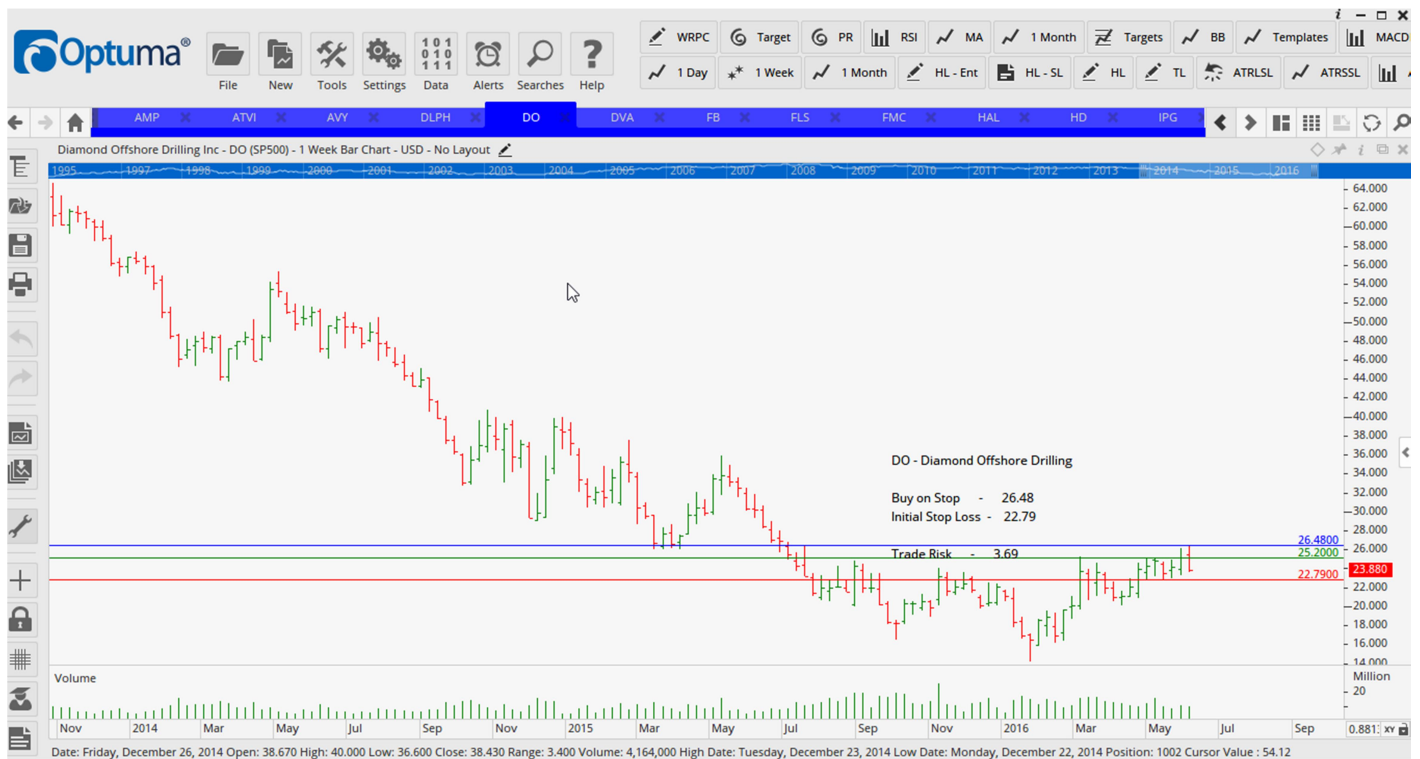 i
Optuma®
File New Tools Settings Data Alerts Searches Help
WRPC Target PR RSI MA 1 Month Targets BB Templates MACD
1 Day 1 Week 1 Month HL - Ent HL - SL HL TL ATRLSL ATRSSL
AMP ATVI AVY DLPH DO DVA FB FLS FMC HAL HD IPG
Diamond Offshore Drilling Inc - DO (SP500) - 1 Week Bar Chart - USD - No Layout
1995 1997 1998 1999 2000 2001 2002 2003 2004 2005 2006 2007 2008 2009 2010 2011 2012 2013 2014 2015 2016
64.000
62.000
60.000
58.000
56.000
54.000
52.000
50.000
48.000
46.000
44.000
42.000
40.000
38.000
36.000
34.000
32.000
30.000
28.000
26.000
23.880
22.000
20.000
18.000
16.000
14.000
DO - Diamond Offshore Drilling
Buy on Stop - 26.48
Initial Stop Loss - 22.79
Trade Risk - 3.69
26.4800
25.2000
22.7900
Volume
Million
20
Nov 2014 Mar May Jul Sep Nov 2015 Mar May Jul Sep Nov 2016 Mar May Jul Sep
xy
Date: Friday, December 26, 2014 Open: 38.670 High: 40.000 Low: 36.600 Close: 38.430 Range: 3.400 Volume: 4,164,000 High Date: Tuesday, December 23, 2014 Low Date: Monday, December 22, 2014 Position: 1002 Cursor Value : 54.12